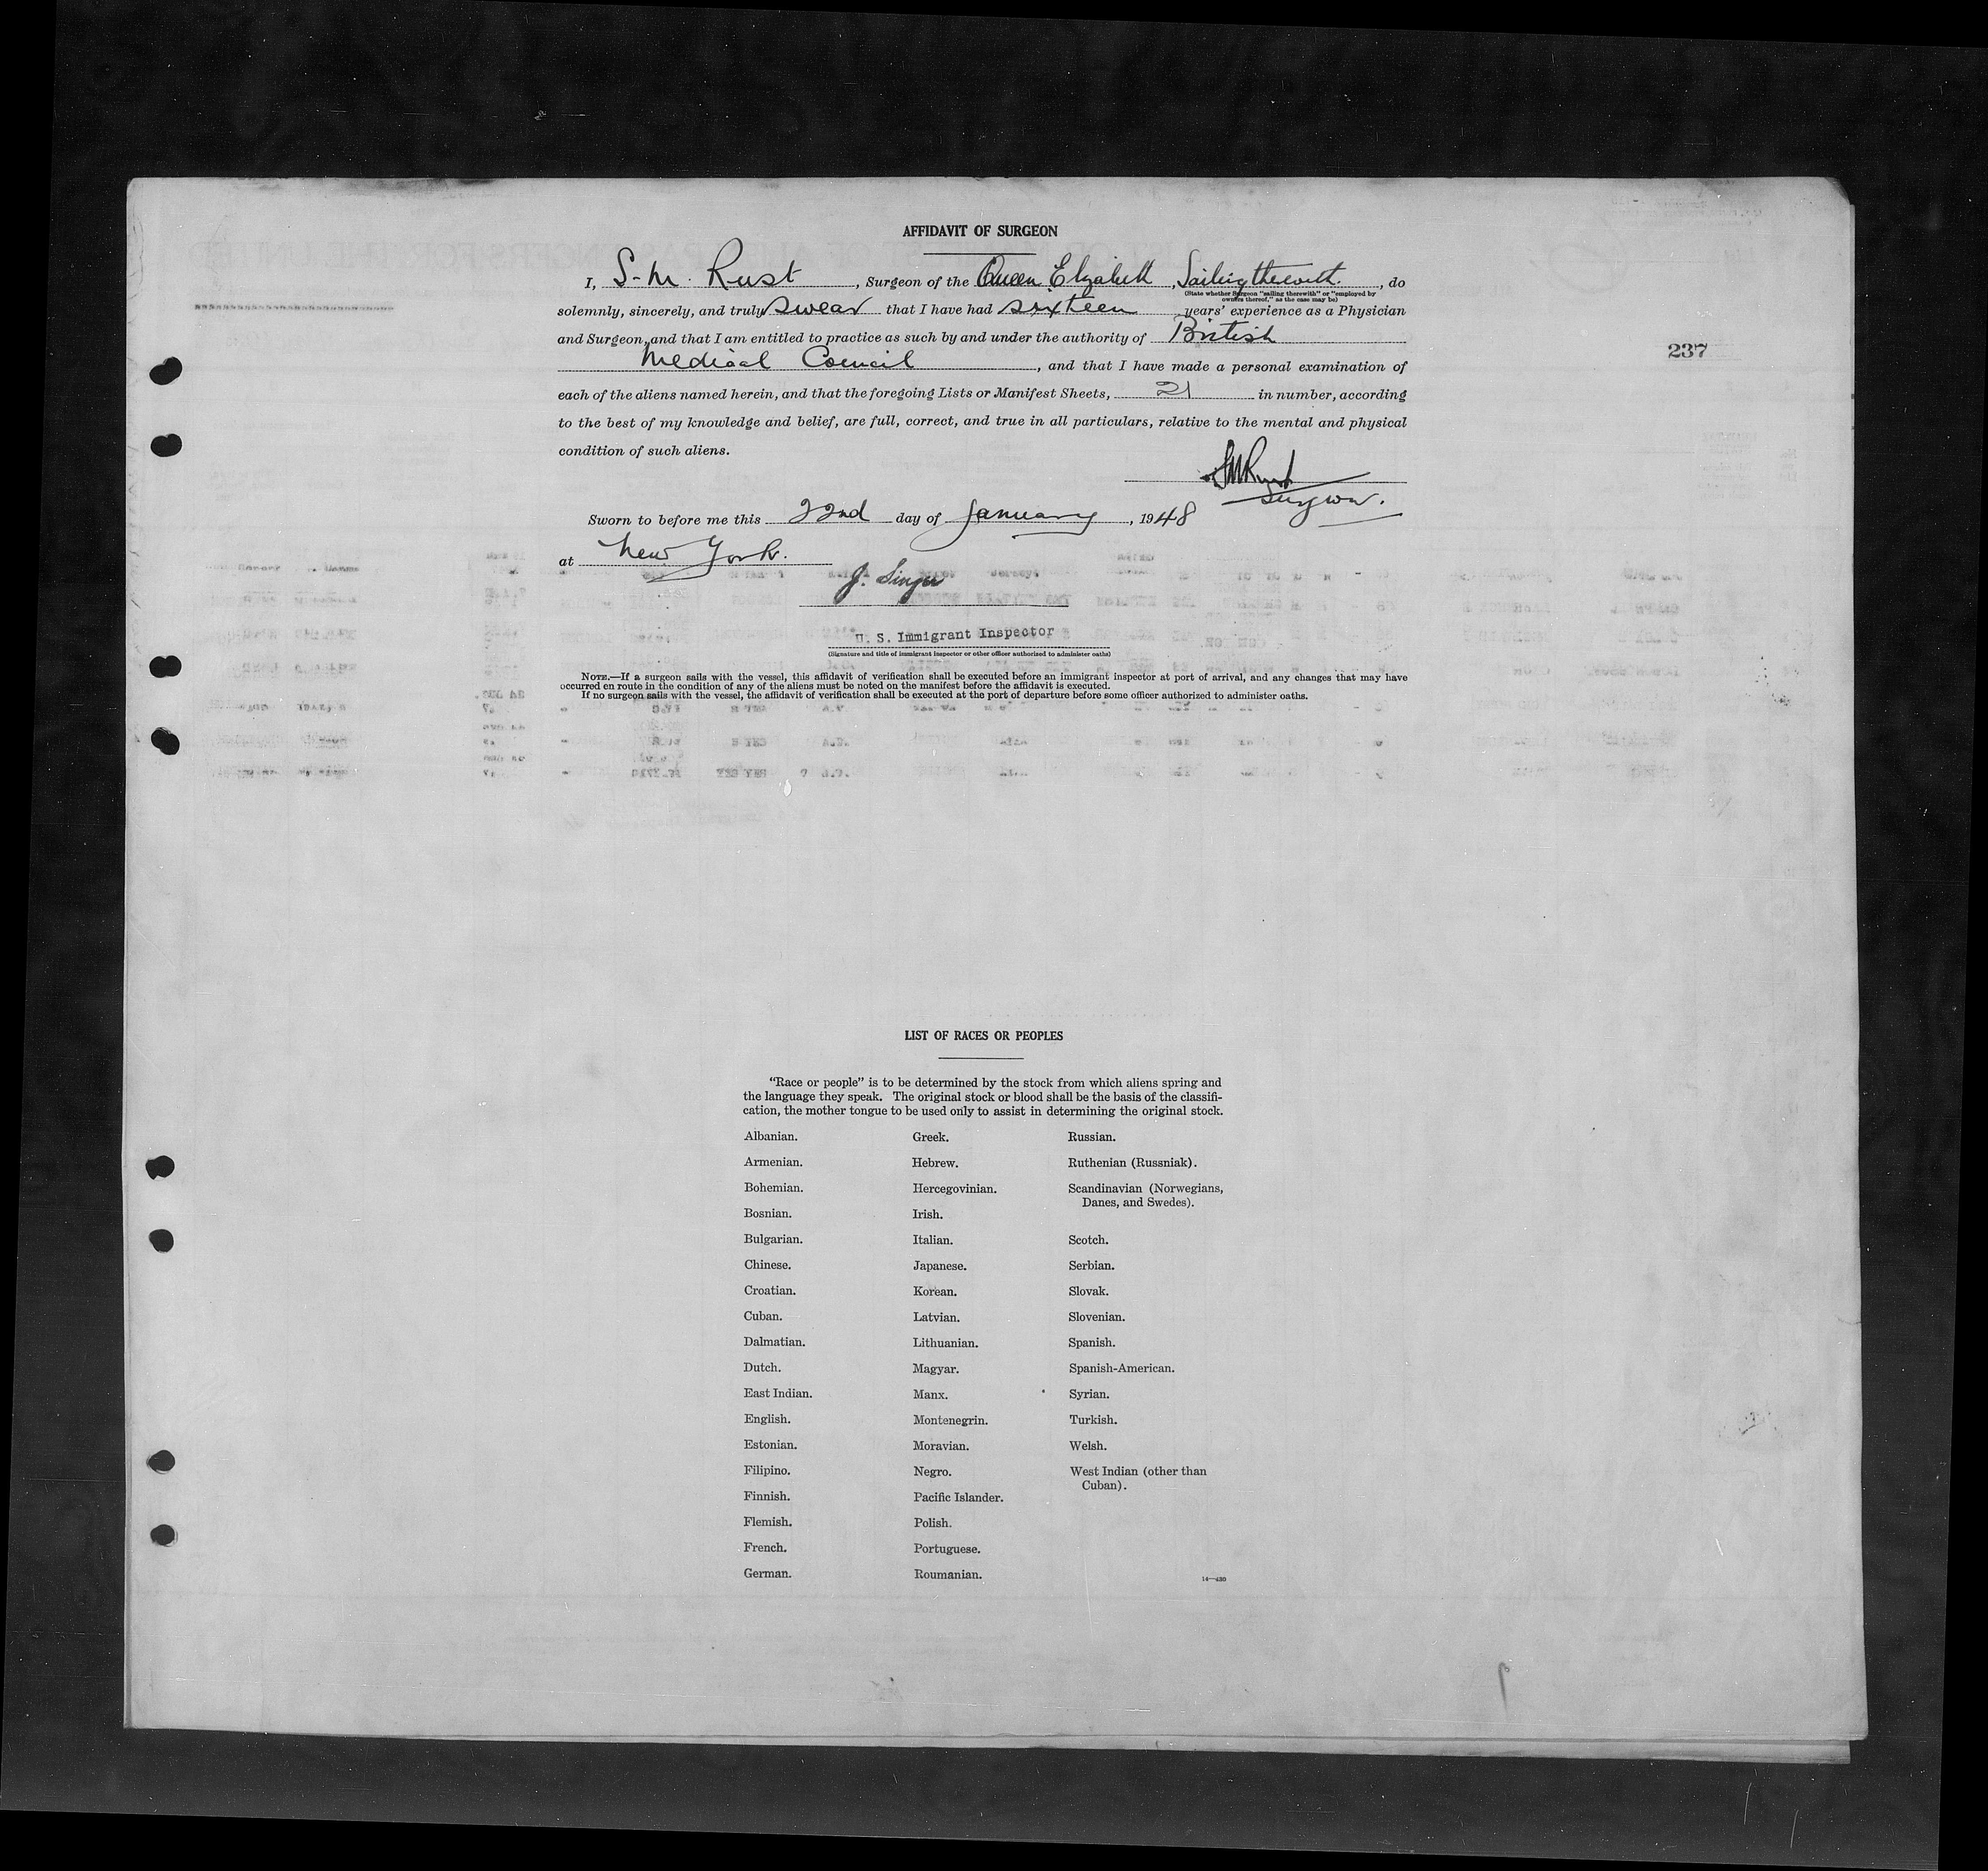 AFFIDAVIT OF SURGEON
I, S. M. Rust, Surgeon of the Queen Elizabeth, Sailing therewith, do
(State whether Surgeon "sailing therewith" or "employed by
owners thereof," as the case may be)
solemnly, sincerely, and truly swear that I have had sixteen years' experience as a Physician
and Surgeon, and that I am entitled to practice as such by and under the authority of British
237
Medical Council, and that I have made a personal examination of
each of the aliens named herein, and that the foregoing Lists or Manifest Sheets, 21 in number, according
to the best of my knowledge and belief, are full, correct, and true in all particulars, relative to the mental and physical
condition of such aliens.
SMRust
Surgeon.
Sworn to before me this 22nd day of January, 1948
at New York.
J. Singer
U. S. Immigrant Inspector
(Signature and title of immigrant inspector or other officer authorized to administer oaths)
NOTE.—If a surgeon sails with the vessel, this affidavit of verification shall be executed before an immigrant inspector at port of arrival, and any changes that may have
occurred en route in the condition of any of the aliens must be noted on the manifest before the affidavit is executed.
If no surgeon sails with the vessel, the affidavit of verification shall be executed at the port of departure before some officer authorized to administer oaths.
LIST OF RACES OR PEOPLES
"Race or people" is to be determined by the stock from which aliens spring and
the language they speak. The original stock or blood shall be the basis of the classifi-
cation, the mother tongue to be used only to assist in determining the original stock.
Albanian.
Armenian.
Bohemian.
Bosnian.
Bulgarian.
Chinese.
Croatian.
Cuban.
Dalmatian.
Dutch.
East Indian.
English.
Estonian.
Filipino.
Finnish.
Flemish.
French.
German.
Greek.
Hebrew.
Hercegovinian.
Irish.
Italian.
Japanese.
Korean.
Latvian.
Lithuanian.
Magyar.
Manx.
Montenegrin.
Moravian.
Negro.
Pacific Islander.
Polish.
Portuguese.
Roumanian.
Russian.
Ruthenian (Russniak).
Scandinavian (Norwegians,
Danes, and Swedes).
Scotch.
Serbian.
Slovak.
Slovenian.
Spanish.
Spanish-American.
Syrian.
Turkish.
Welsh.
West Indian (other than
Cuban).
14—430